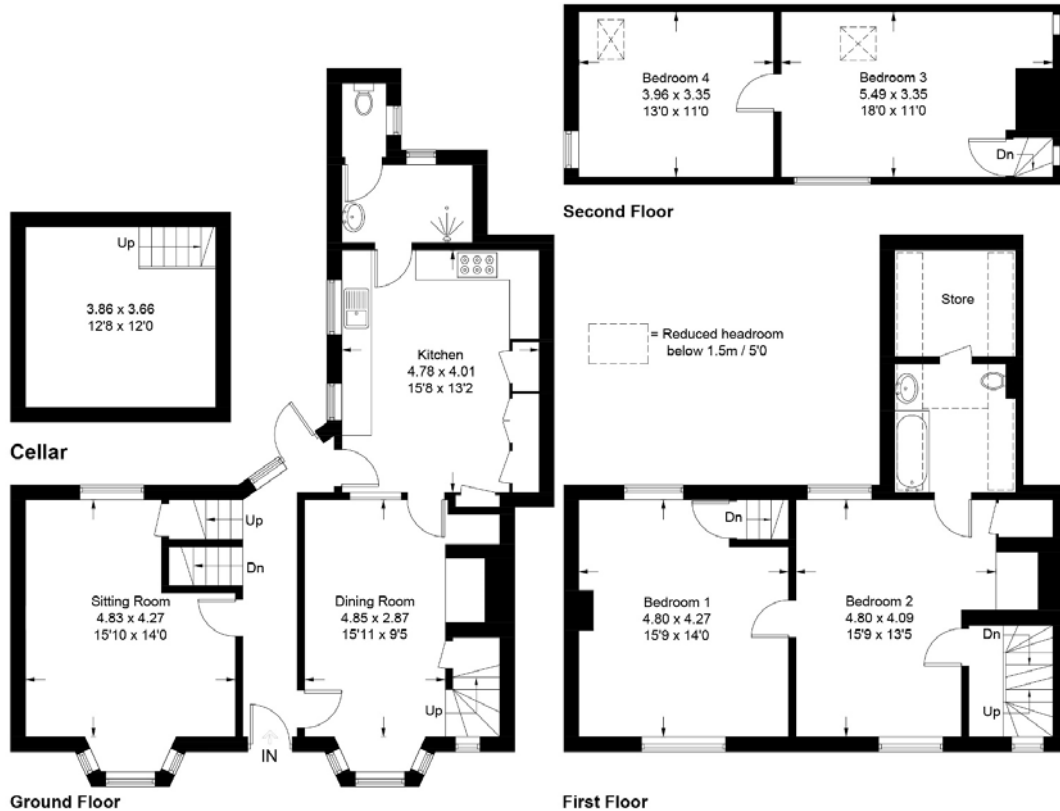 Bedroom 4
3.96 x 3.35
13'0 x 11'0
Bedroom 3
5.49 x 3.35
18'0 x 11'0
Dn
Second Floor
Up
3.86 x 3.66
12'8 x 12'0
Cellar
Kitchen
4.78 x 4.01
15'8 x 13'2
= Reduced headroom
below 1.5m / 5'0
Store
Up
Dn
Sitting Room
4.83 x 4.27
15'10 x 14'0
Dining Room
4.85 x 2.87
15'11 x 9'5
Up
IN
Ground Floor
Dn
Bedroom 1
4.80 x 4.27
15'9 x 14'0
Bedroom 2
4.80 x 4.09
15'9 x 13'5
Dn
Up
First Floor